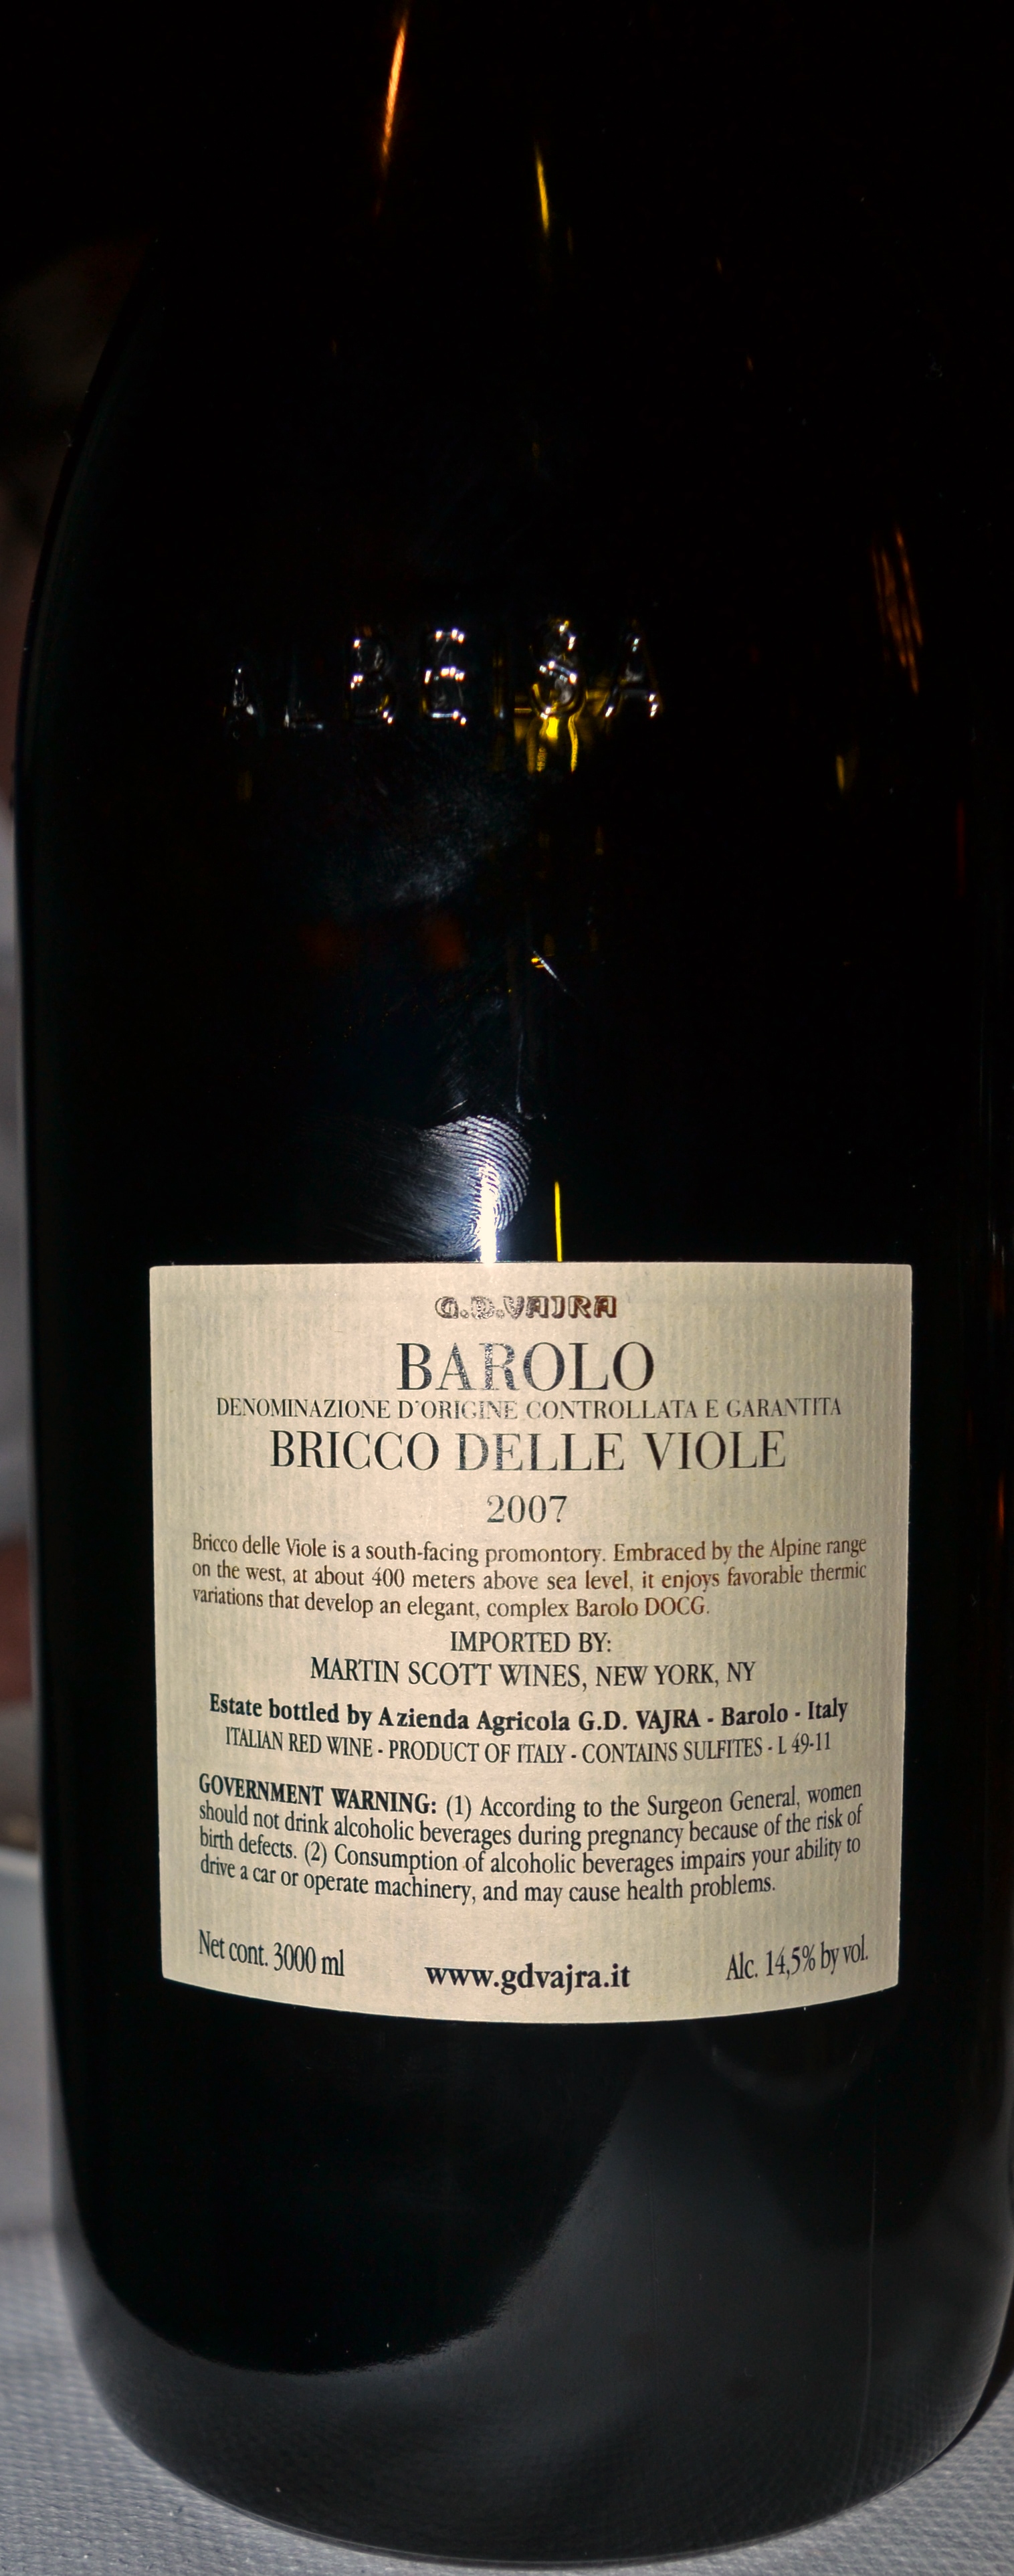 ALBEISA
G.D.VAJRA
BAROLO
DENOMINAZIONE D'ORIGINE CONTROLLATA E GARANTITA
BRICCO DELLE VIOLE
2007
Bricco delle Viole is a south-facing promontory. Embraced by the Alpine range
on the west, at about 400 meters above sea level, it enjoys favorable thermic
variations that develop an elegant, complex Barolo DOCG.
IMPORTED BY:
MARTIN SCOTT WINES, NEW YORK, NY
Estate bottled by Azienda Agricola G.D. VAJRA - Barolo - Italy
ITALIAN RED WINE - PRODUCT OF ITALY - CONTAINS SULFITES - L 49-11
GOVERNMENT WARNING: (1) According to the Surgeon General, women
should not drink alcoholic beverages during pregnancy because of the risk of
birth defects. (2) Consumption of alcoholic beverages impairs your ability to
drive a car or operate machinery, and may cause health problems.
Net cont. 3000 ml www.gdvajra.it Alc. 14,5% by vol.